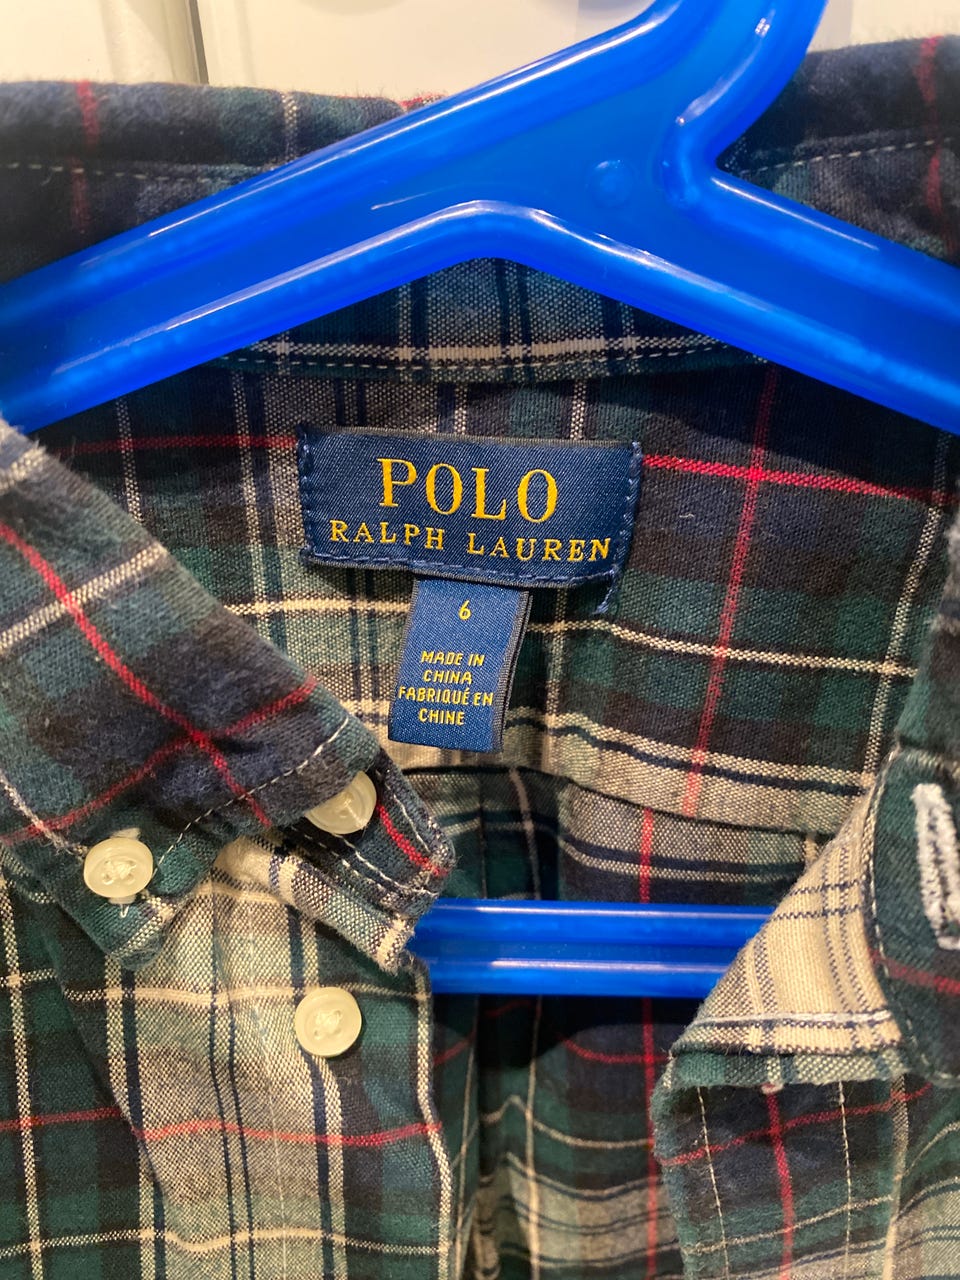 POLO
RALPH LAUREN
6
MADE IN
CHINA
FABRIQUÉ EN
CHINE